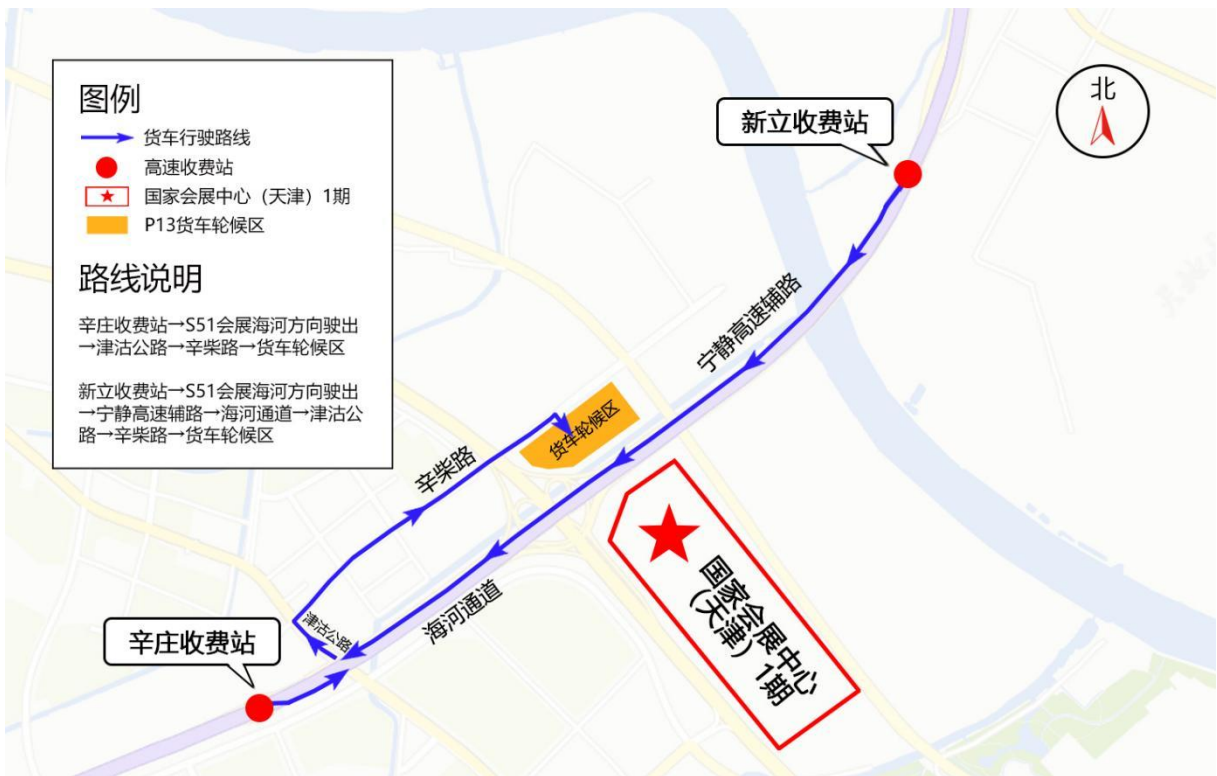 图例
货车行驶路线
高速收费站
国家会展中心（天津）1期
P13货车轮候区
路线说明
辛庄收费站→S51会展海河方向驶出
→津沽公路→辛柴路→货车轮候区
新立收费站→S51会展海河方向驶出
→宁静高速辅路→海河通道→津沽公
路→辛柴路→货车轮候区
北
新立收费站
宁静高速辅路
货车轮候区
辛柴路
海河通道
津沽公路
辛庄收费站
国家会展中心
（天津）1期